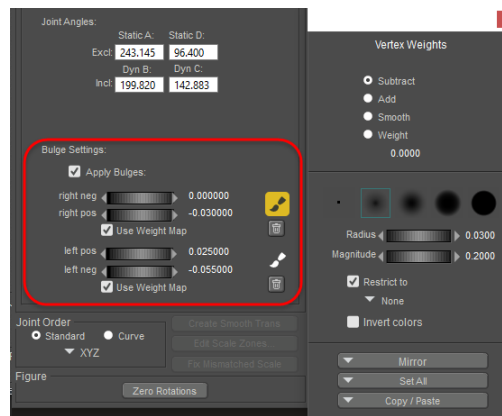 Joint Angles:
Static A: Static D:
Excl: 243.145 96.400
Dyn B: Dyn C:
Incl: 199.820 142.883
Bulge Settings:
Apply Bulges:
right neg 0.000000
right pos -0.030000
Use Weight Map
left pos 0.025000
left neg -0.055000
Use Weight Map
Joint Order
Standard Curve
XYZ
Create Smooth Trans
Edit Scale Zones...
Fix Mismatched Scale
Figure
Zero Rotations
Vertex Weights
Subtract
Add
Smooth
Weight
0.0000
Radius 0.0300
Magnitude 0.2000
Restrict to
None
Invert colors
Mirror
Set All
Copy / Paste